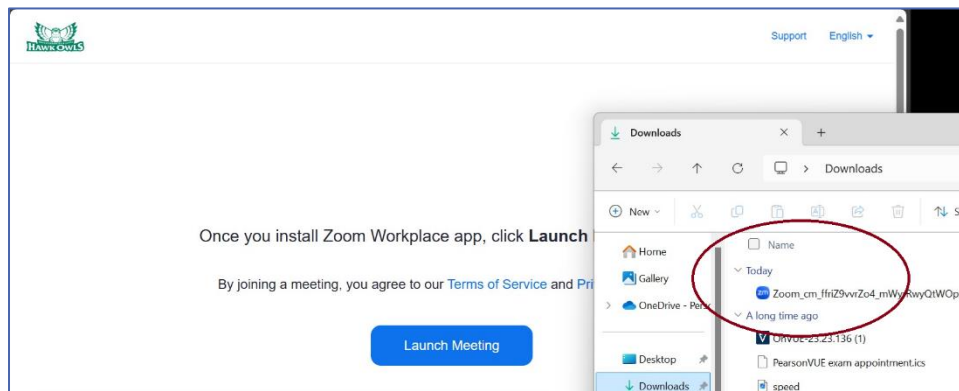 HAWK OWLS
Support English
Once you install Zoom Workplace app, click Launch
By joining a meeting, you agree to our Terms of Service and Pri
Launch Meeting
Downloads
Downloads
New
S
Name
Home
Gallery
OneDrive - Pers
Desktop
Downloads
Today
zm
A long time ago
OnVUE-23.23.136 (1)
PearsonVUE exam appointment.ics
speed